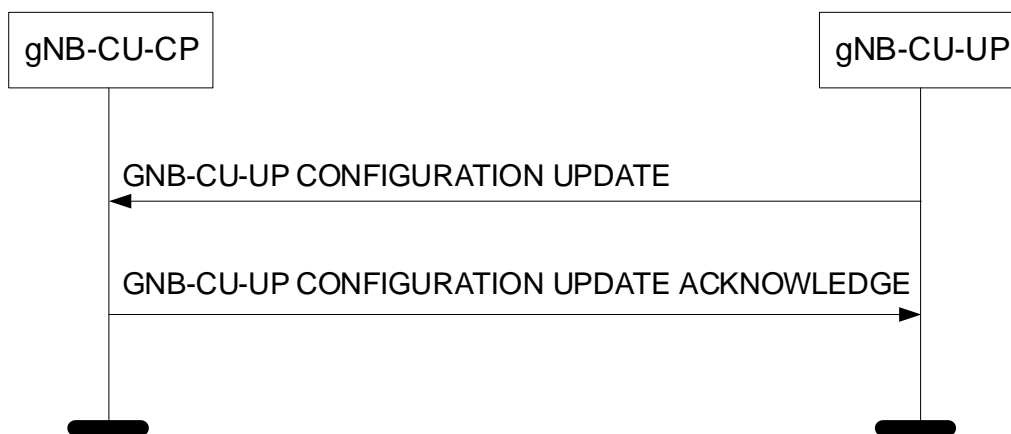 gNB-CU-CP
gNB-CU-UP
GNB-CU-UP CONFIGURATION UPDATE
GNB-CU-UP CONFIGURATION UPDATE ACKNOWLEDGE